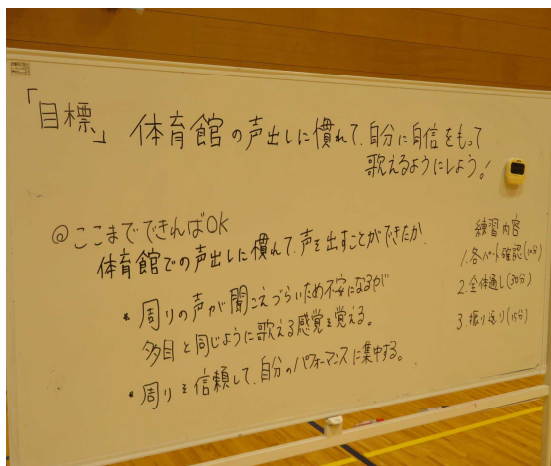 「目標」 体育館の声出しに慣れて、自分に自信をもって
歌えるようにしよう!
@ここまでできればOK
体育館での声出しに慣れて、声を出すことができたか。
・周りの声が聞こえづらいため不安になるが
多目と同じように歌える感覚を覚える。
・周りを信頼して、自分のパフォーマンスに集中する。
練習内容
1.各パート確認(10分)
2.全体通し(30分)
3.振り返り(15分)